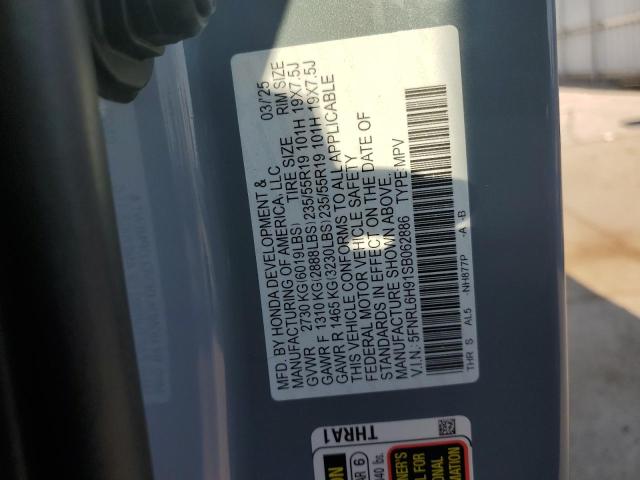 MFD. BY HONDA DEVELOPMENT & 03/'25
MANUFACTURING OF AMERICA, LLC. TIRE SIZE RIM SIZE
GVWR 2730 KG(6019LBS) 235/55R19 101H 19X7.5J
GAWR F 1310 KG(2888LBS) 235/55R19 101H 19X7.5J
GAWR R 1465 KG(3230LBS)
THIS VEHICLE CONFORMS TO ALL APPLICABLE
FEDERAL MOTOR VEHICLE SAFETY
STANDARDS IN EFFECT ON THE DATE OF
MANUFACTURE SHOWN ABOVE.
V.I.N.: 5FNRL6H91SB062886 TYPE: MPV
THR S AL5 -NH877P -A -B
THRA1